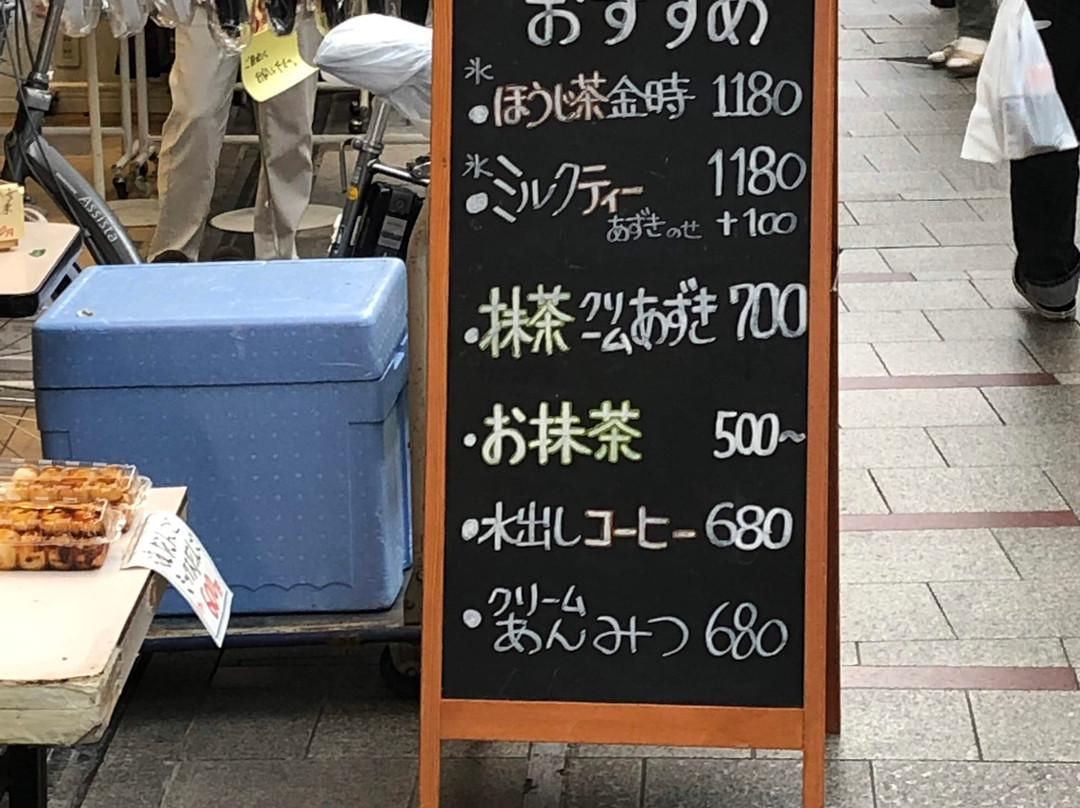 おすすめ
氷
・ほうじ茶金時 1180
氷
・ミルクティー 1180
あずきのせ +100
・抹茶クリームあずき 700
・お抹茶 500~
・水出しコーヒー 680
・クリームあんみつ 680
Assista